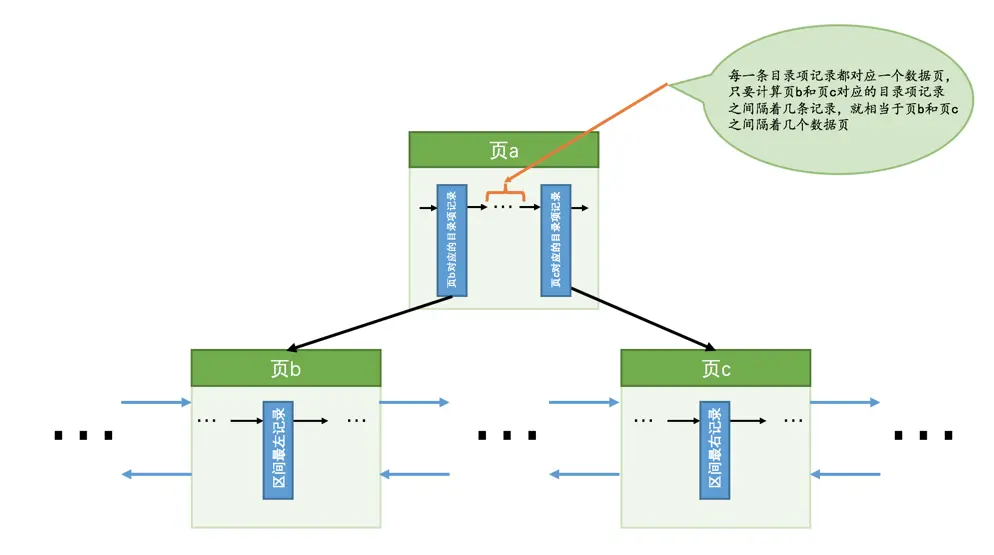 每一条目录项记录都对应一个数据页，
只要计算页b和页c对应的目录项记录
之间隔着几条记录，就相当于页b和页c
之间隔着几个数据页
页a
页b对应的目录项记录
...
页c对应的目录项记录
页b
页c
...
...
区间最左记录
...
...
...
区间最右记录
...
...